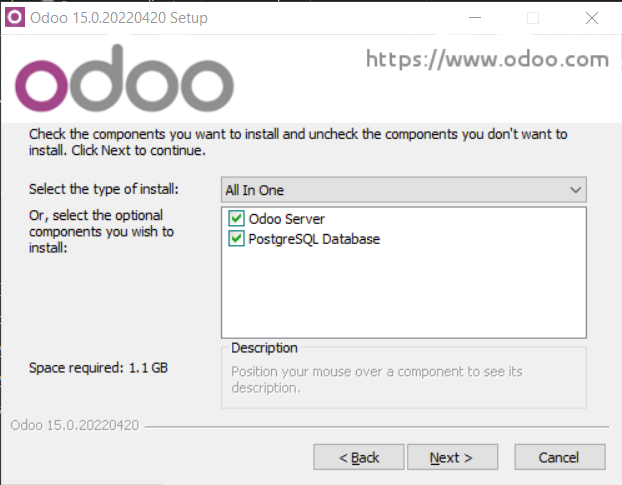 Odoo 15.0.20220420 Setup
odoo
https://www.odoo.com
Check the components you want to install and uncheck the components you don't want to
install. Click Next to continue.
Select the type of install:
All In One
Or, select the optional
components you wish to
install:
Odoo Server
PostgreSQL Database
Space required: 1.1 GB
Description
Position your mouse over a component to see its
description.
Odoo 15.0.20220420
< Back
Next >
Cancel